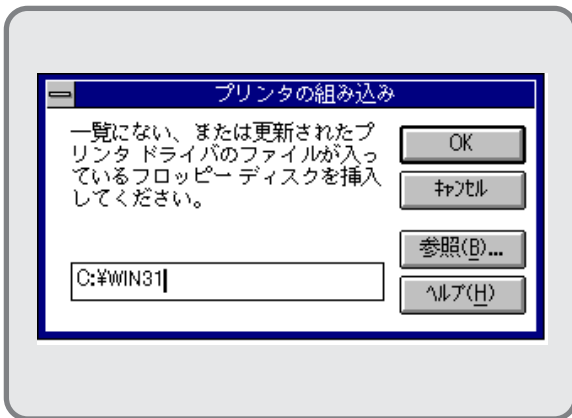 プリンタの組み込み
一覧にない、または更新されたプ
リンタ ドライバのファイルが入っ
ているフロッピー ディスクを挿入
してください。
C:¥WIN31
OK
ｷｬﾝｾﾙ
参照(B)...
ﾍﾙﾌﾟ(H)